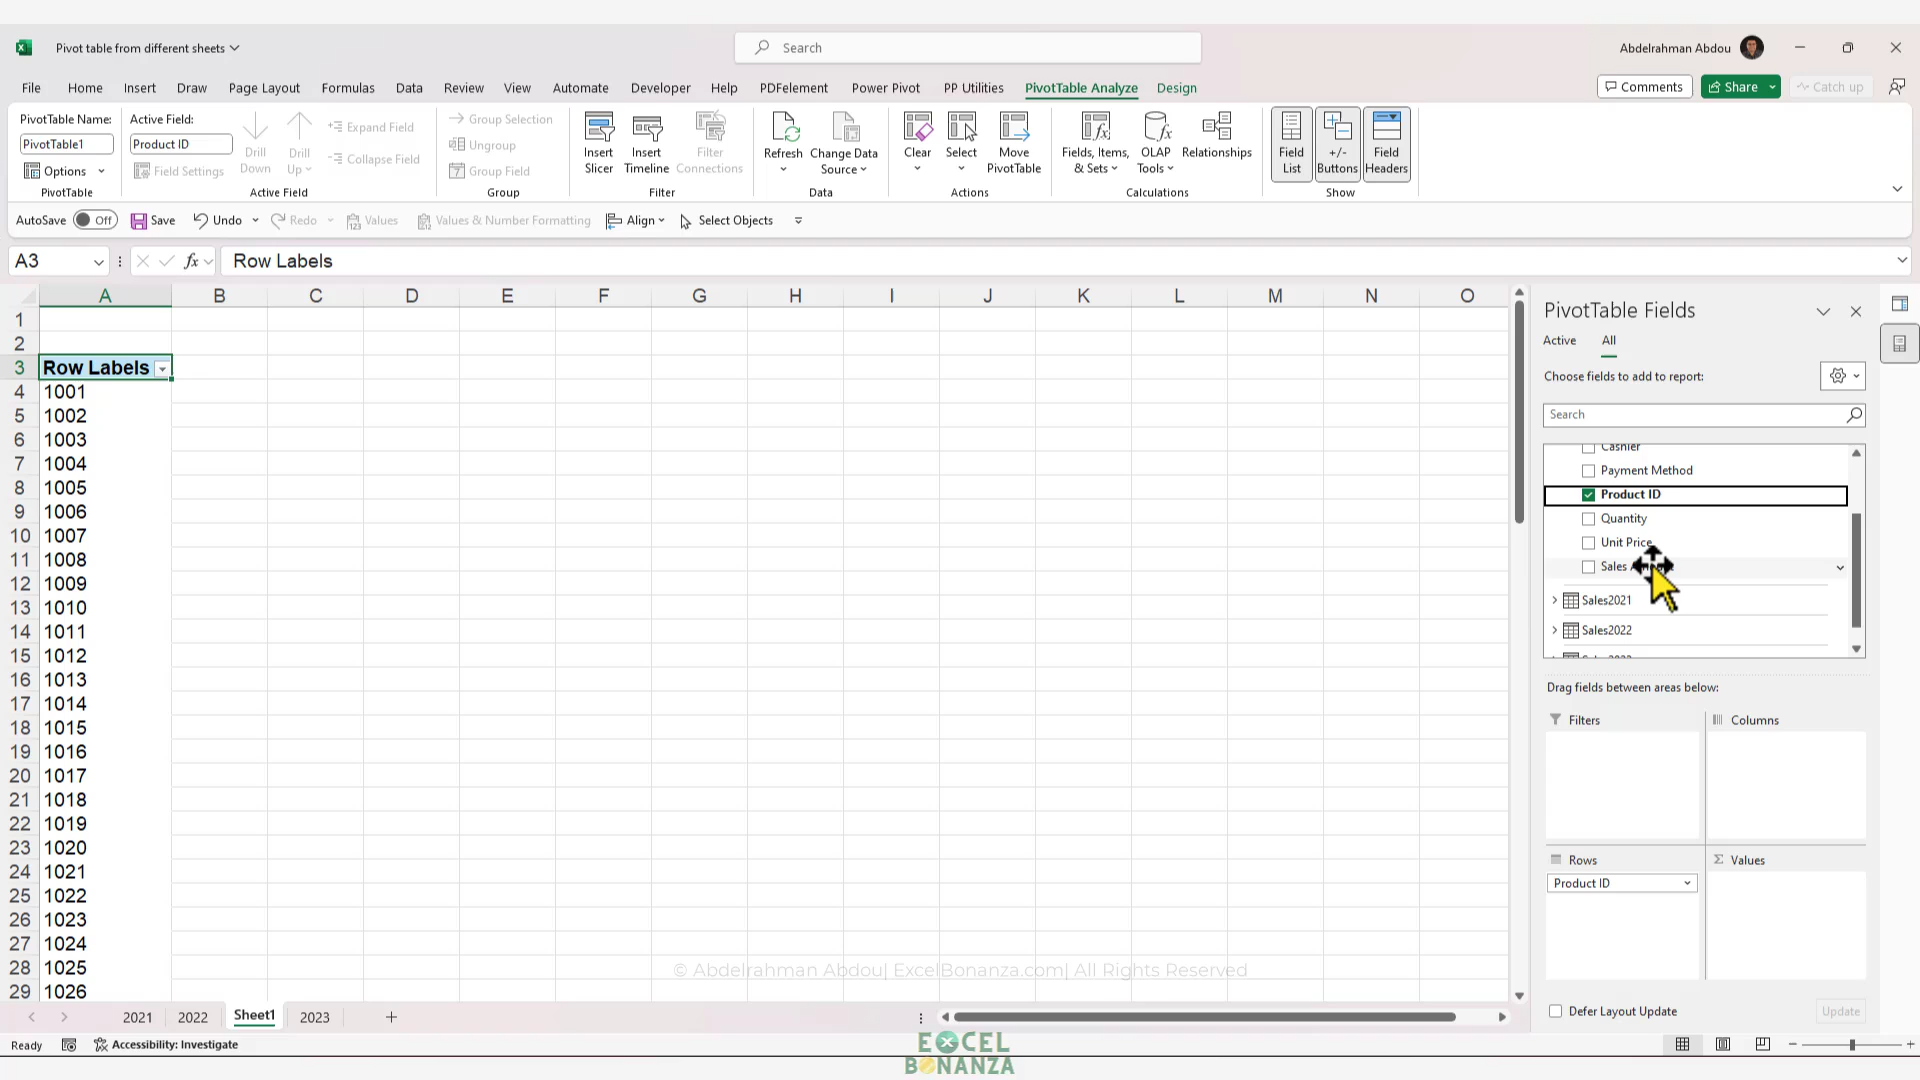 Pivot table from different sheets
Search
Abdelrahman Abdou
File Home Insert Draw Page Layout Formulas Data Review View Automate Developer Help PDFelement Power Pivot PP Utilities PivotTable Analyze Design
Comments Share Catch up
PivotTable Name:
PivotTable1
Options
PivotTable
Active Field:
Product ID
Field Settings
Drill Down
Drill Up
Expand Field
Collapse Field
Active Field
Group Selection
Ungroup
Group Field
Group
Insert Slicer
Insert Timeline
Filter Connections
Filter
Refresh
Change Data Source
Data
Clear
Select
Move PivotTable
Actions
Fields, Items, & Sets
OLAP Tools
Relationships
Calculations
Field List
+/- Buttons
Field Headers
Show
AutoSave Off Save Undo Redo Values Values & Number Formatting Align Select Objects
A3 fx Row Labels
A B C D E F G H I J K L M N O
1
2
3 Row Labels
4 1001
5 1002
6 1003
7 1004
8 1005
9 1006
10 1007
11 1008
12 1009
13 1010
14 1011
15 1012
16 1013
17 1014
18 1015
19 1016
20 1017
21 1018
22 1019
23 1020
24 1021
25 1022
26 1023
27 1024
28 1025
29 1026
© Abdelrahman Abdou| ExcelBonanza.com| All Rights Reserved
PivotTable Fields
Active All
Choose fields to add to report:
Search
Cashier
Payment Method
Product ID
Quantity
Unit Price
Sales
Sales2021
Sales2022
Drag fields between areas below:
Filters
Columns
Rows
Product ID
Values
Defer Layout Update
Update
2021 2022 Sheet1 2023
Ready
Accessibility: Investigate
EXCEL
BONANZA